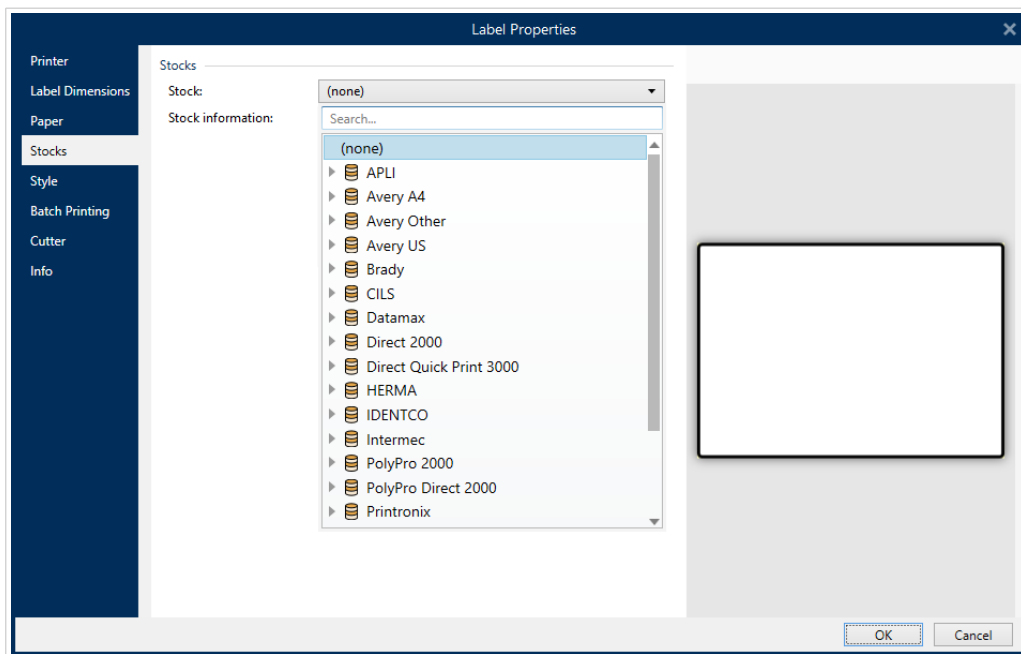 Label Properties
Printer
Label Dimensions
Paper
Stocks
Style
Batch Printing
Cutter
Info
Stocks
Stock: (none)
Stock information: Search...
(none)
APLI
Avery A4
Avery Other
Avery US
Brady
CILS
Datamax
Direct 2000
Direct Quick Print 3000
HERMA
IDENTCO
Intermec
PolyPro 2000
PolyPro Direct 2000
Printronix
OK Cancel